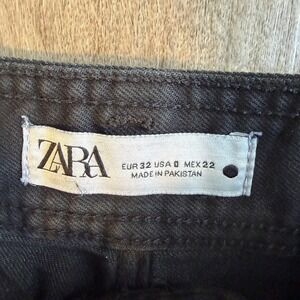 ZARA
EUR 32 USA 0 MEX 22
MADE IN PAKISTAN